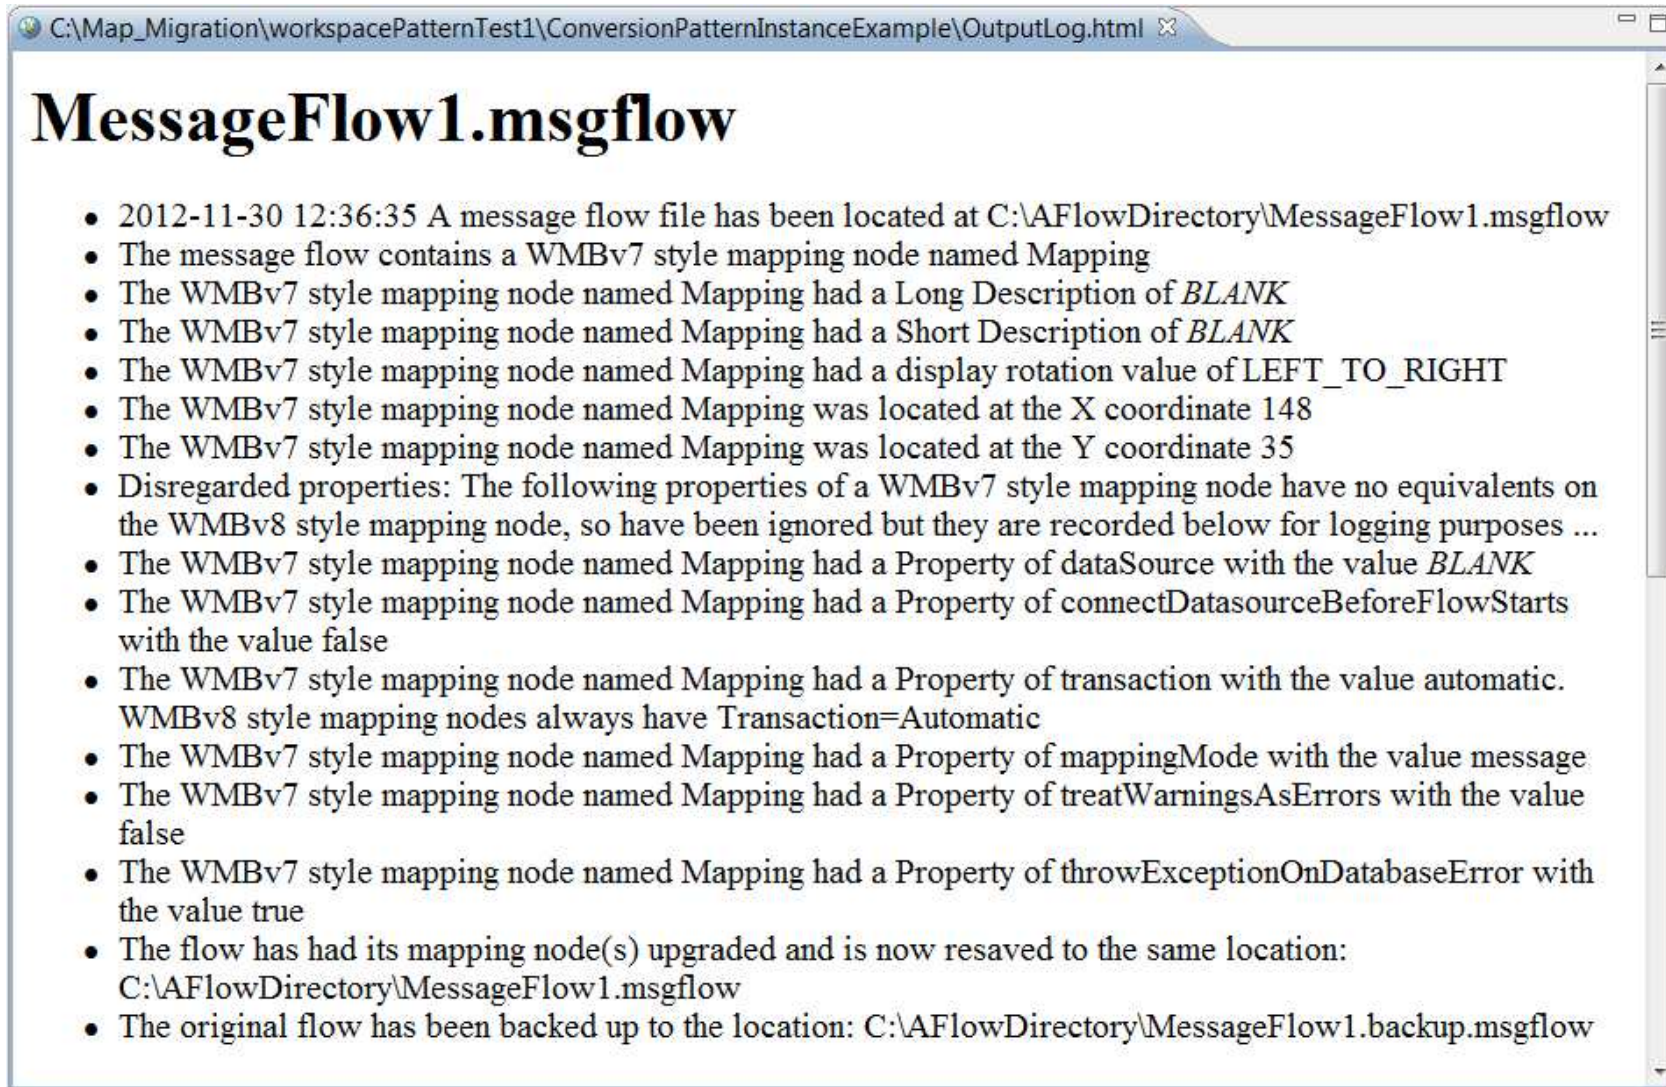 C:\Map_Migration\workspacePatternTest1\ConversionPatternInstanceExample\OutputLog.html
MessageFlow1.msgflow
• 2012-11-30 12:36:35 A message flow file has been located at C:\AFlowDirectory\MessageFlow1.msgflow
• The message flow contains a WMBv7 style mapping node named Mapping
• The WMBv7 style mapping node named Mapping had a Long Description of BLANK
• The WMBv7 style mapping node named Mapping had a Short Description of BLANK
• The WMBv7 style mapping node named Mapping had a display rotation value of LEFT_TO_RIGHT
• The WMBv7 style mapping node named Mapping was located at the X coordinate 148
• The WMBv7 style mapping node named Mapping was located at the Y coordinate 35
• Disregarded properties: The following properties of a WMBv7 style mapping node have no equivalents on
the WMBv8 style mapping node, so have been ignored but they are recorded below for logging purposes ...
• The WMBv7 style mapping node named Mapping had a Property of dataSource with the value BLANK
• The WMBv7 style mapping node named Mapping had a Property of connectDatasourceBeforeFlowStarts
with the value false
• The WMBv7 style mapping node named Mapping had a Property of transaction with the value automatic.
WMBv8 style mapping nodes always have Transaction=Automatic
• The WMBv7 style mapping node named Mapping had a Property of mappingMode with the value message
• The WMBv7 style mapping node named Mapping had a Property of treatWarningsAsErrors with the value
false
• The WMBv7 style mapping node named Mapping had a Property of throwExceptionOnDatabaseError with
the value true
• The flow has had its mapping node(s) upgraded and is now resaved to the same location:
C:\AFlowDirectory\MessageFlow1.msgflow
• The original flow has been backed up to the location: C:\AFlowDirectory\MessageFlow1.backup.msgflow